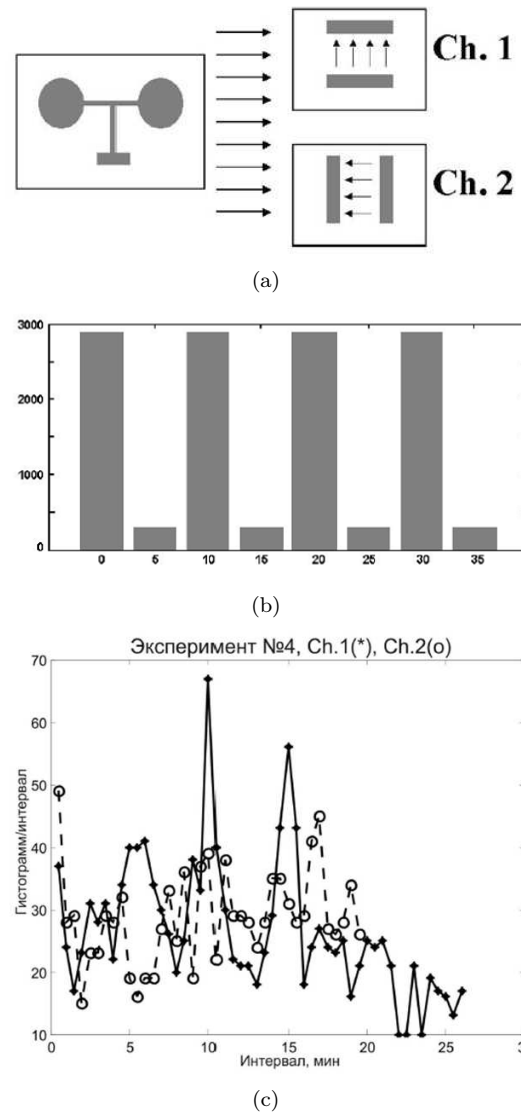 Ch. 1
Ch. 2
(a)
3000
2000
1000
0
0 5 10 15 20 25 30 35
(b)
Эксперимент №4, Ch.1(*), Ch.2(o)
Гистограмм/интервал
70
60
50
40
30
20
10
0 5 10 15 20 25
Интервал, мин
(c)